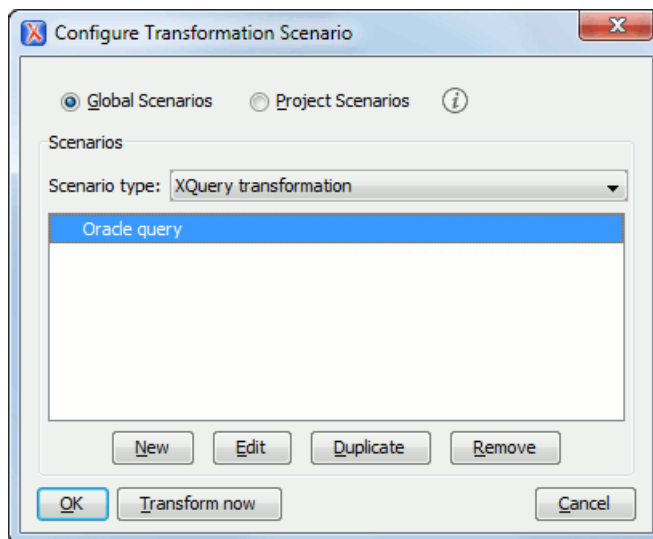 Configure Transformation Scenario
Global Scenarios Project Scenarios i
Scenarios
Scenario type: XQuery transformation
Oracle query
New Edit Duplicate Remove
OK Transform now Cancel